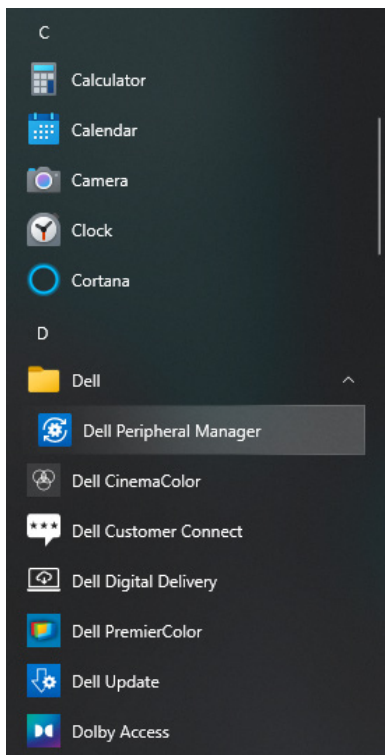 C
Calculator
Calendar
Camera
Clock
Cortana
D
Dell
Dell Peripheral Manager
Dell CinemaColor
Dell Customer Connect
Dell Digital Delivery
Dell PremierColor
Dell Update
Dolby Access